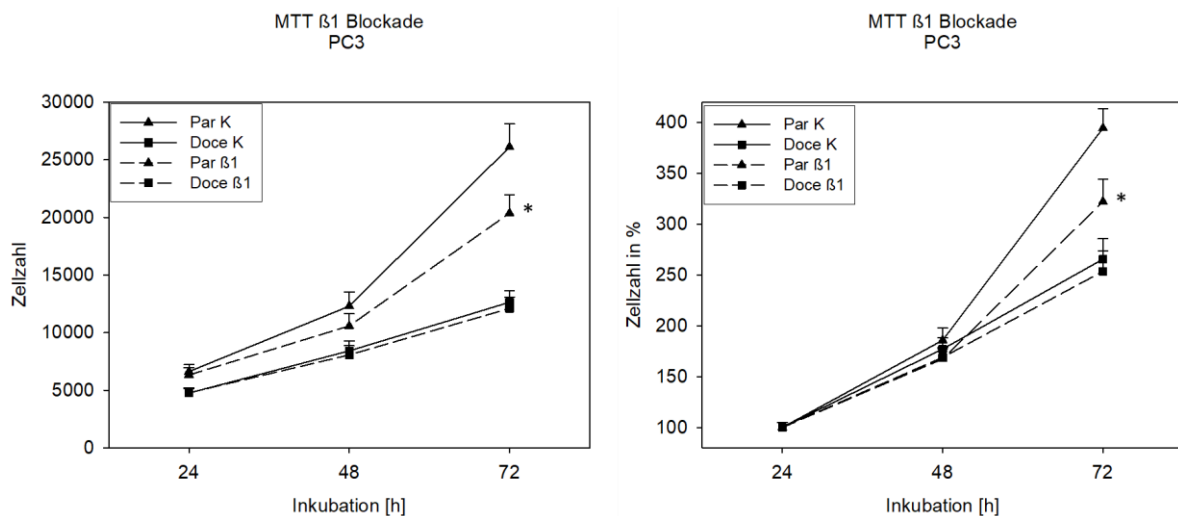 MTT ß1 Blockade
PC3
30000
25000
20000
15000
10000
5000
0
Zellzahl
Par K
Doce K
Par ß1
Doce ß1
*
24
48
72
Inkubation [h]
MTT ß1 Blockade
PC3
400
350
300
250
200
150
100
Zellzahl in %
Par K
Doce K
Par ß1
Doce ß1
*
24
48
72
Inkubation [h]